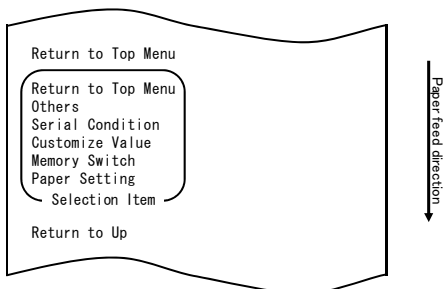 Return to Top Menu
Return to Top Menu
Others
Serial Condition
Customize Value
Memory Switch
Paper Setting
Selection Item
Return to Up
Paper feed direction